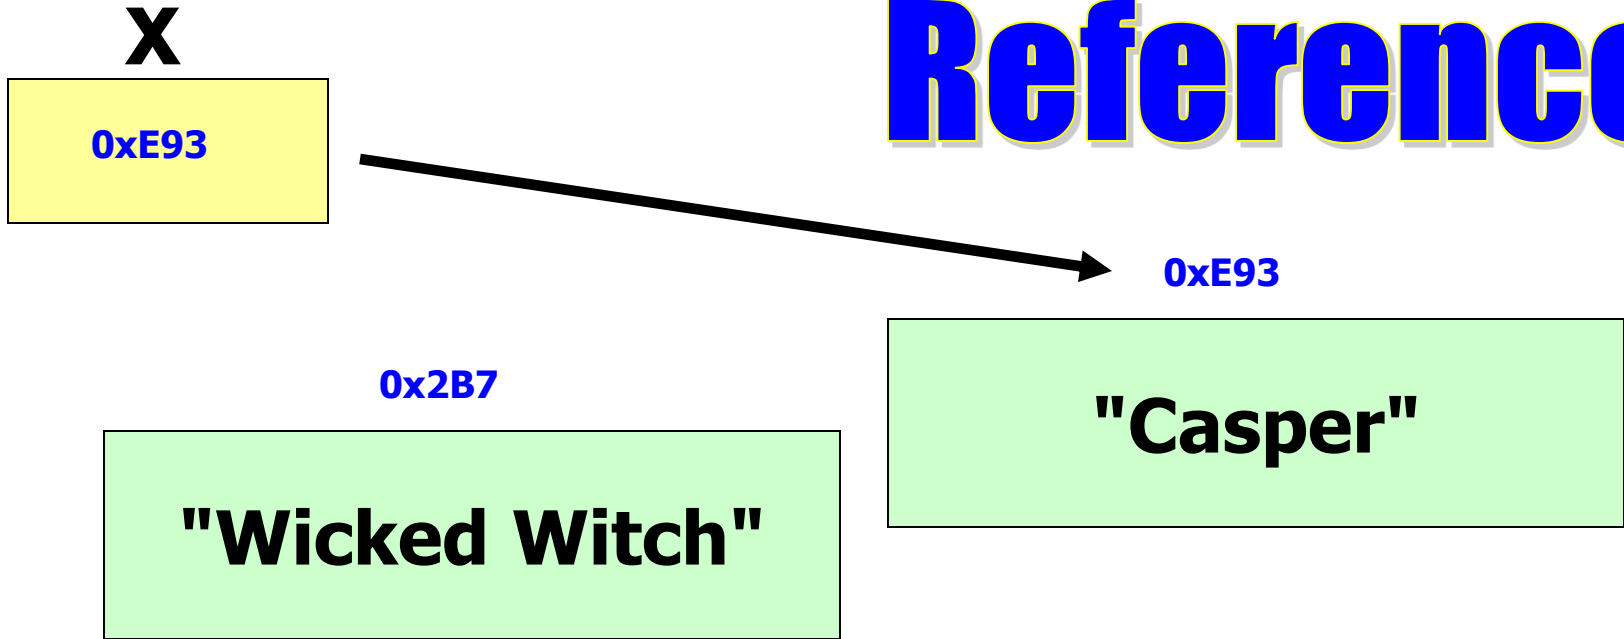 Reference
X
0xE93
0xE93
0x2B7
"Casper"
"Wicked Witch"